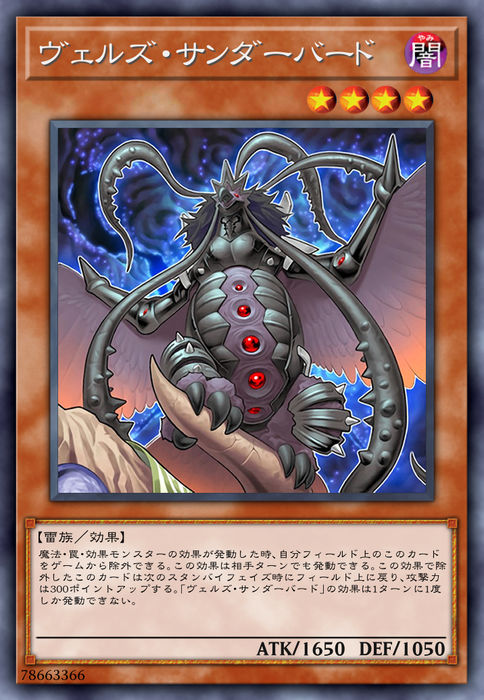 ヴェルズ・サンダーバード
やみ
闇
【雷族／効果】
魔法・罠・効果モンスターの効果が発動した時、自分フィールド上のこのカード
をゲームから除外できる。この効果は相手ターンでも発動できる。この効果で除
外したこのカードは次のスタンバイフェイズ時にフィールド上に戻り、攻撃力
は300ポイントアップする。「ヴェルズ・サンダーバード」の効果は1ターンに1度
しか発動できない。
ATK/1650 DEF/1050
78663366